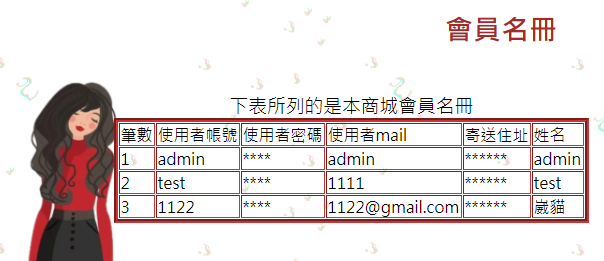 會員名冊
下表所列的是本商城會員名冊
筆數 使用者帳號 使用者密碼 使用者mail 寄送住址 姓名
1 admin **** admin ****** admin
2 test **** 1111 ****** test
3 1122 **** 1122@gmail.com ****** 崴貓